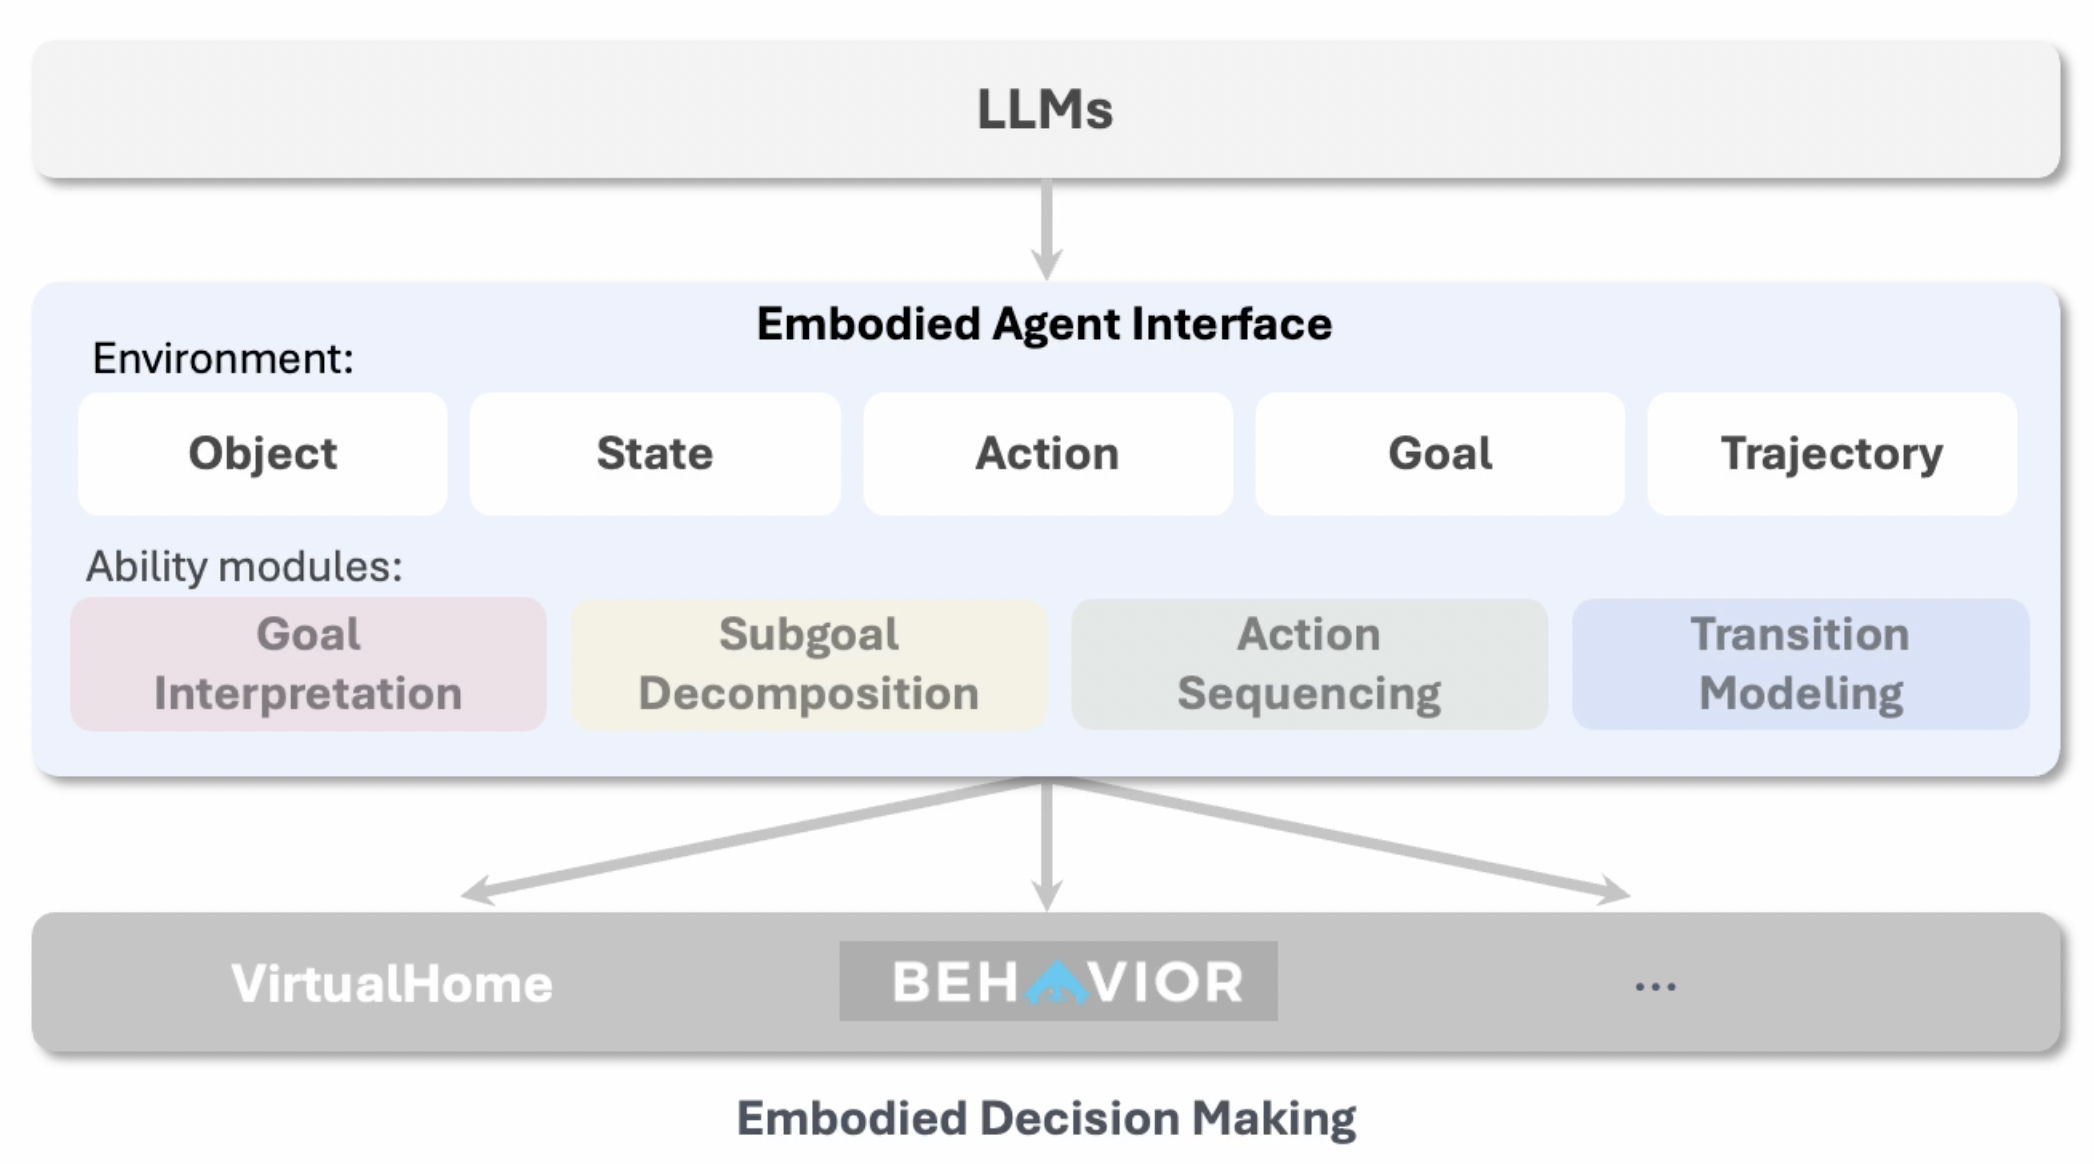 LLMs
Embodied Agent Interface
Environment:
Object
State
Action
Goal
Trajectory
Ability modules:
Goal
Interpretation
Subgoal
Decomposition
Action
Sequencing
Transition
Modeling
VirtualHome
BEHAVIOR
...
Embodied Decision Making